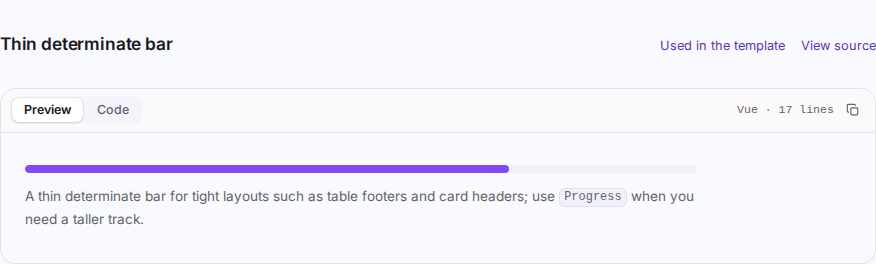 Thin determinate bar
Used in the template
View source
Preview
Code
Vue · 17 lines
A thin determinate bar for tight layouts such as table footers and card headers; use Progress when you
need a taller track.